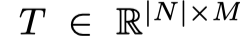 T ∈ ℝ^{|N|×M}